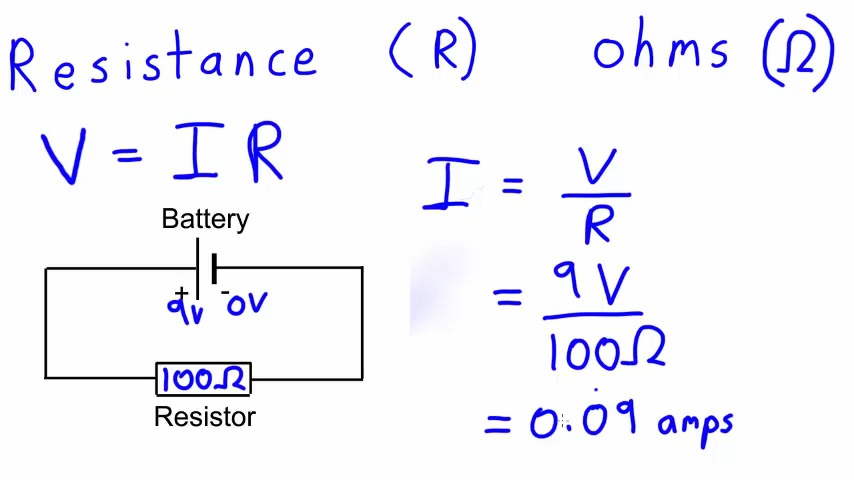 Resistance (R) ohms (Ω)
V = I R
Battery
+ -
9V 0V
100Ω
Resistor
I = V/R
= 9V/100Ω
= 0.09 amps